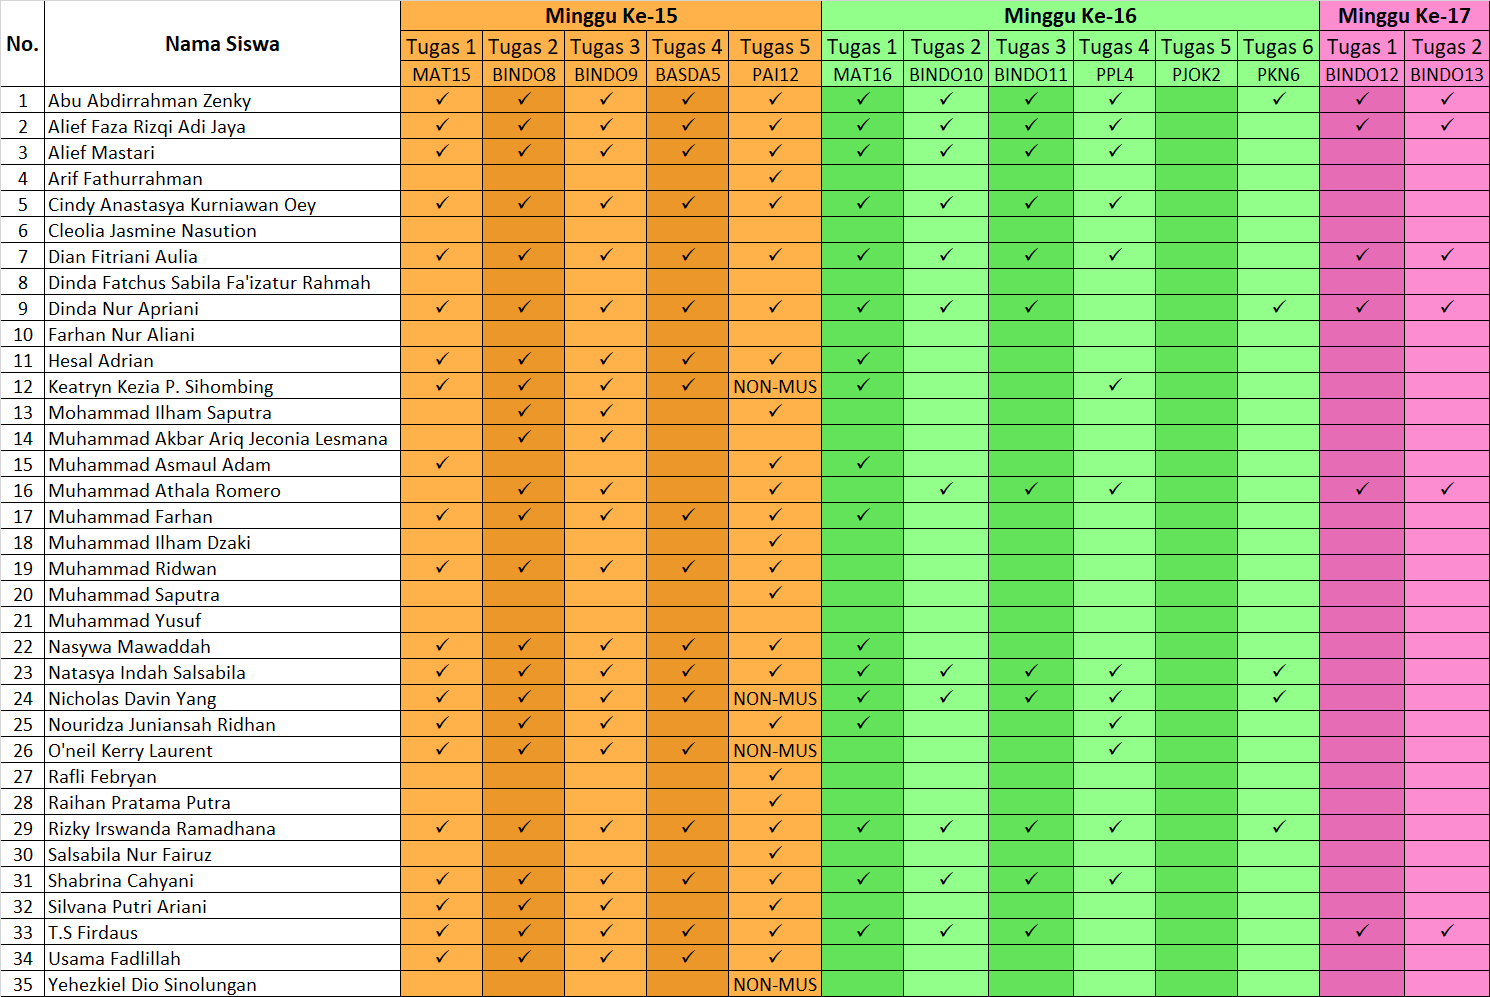 No. Nama Siswa Minggu Ke-15 Minggu Ke-16 Minggu Ke-17
Tugas 1 Tugas 2 Tugas 3 Tugas 4 Tugas 5 Tugas 1 Tugas 2 Tugas 3 Tugas 4 Tugas 5 Tugas 6 Tugas 1 Tugas 2
MAT15 BINDO8 BINDO9 BASDA5 PAI12 MAT16 BINDO10 BINDO11 PPL4 PJOK2 PKN6 BINDO12 BINDO13
1 Abu Abdirrahman Zenky ✓ ✓ ✓ ✓ ✓ ✓ ✓ ✓ ✓ ✓ ✓ ✓
2 Alief Faza Rizqi Adi Jaya ✓ ✓ ✓ ✓ ✓ ✓ ✓ ✓ ✓ ✓ ✓
3 Alief Mastari ✓ ✓ ✓ ✓ ✓ ✓ ✓ ✓ ✓
4 Arif Fathurrahman ✓
5 Cindy Anastasya Kurniawan Oey ✓ ✓ ✓ ✓ ✓ ✓ ✓ ✓ ✓
6 Cleolia Jasmine Nasution
7 Dian Fitriani Aulia ✓ ✓ ✓ ✓ ✓ ✓ ✓ ✓ ✓ ✓ ✓
8 Dinda Fatchus Sabila Fa'izatur Rahmah
9 Dinda Nur Apriani ✓ ✓ ✓ ✓ ✓ ✓ ✓ ✓ ✓ ✓ ✓
10 Farhan Nur Aliani
11 Hesal Adrian ✓ ✓ ✓ ✓ ✓ ✓
12 Keatryn Kezia P. Sihombing ✓ ✓ ✓ ✓ NON-MUS ✓ ✓
13 Mohammad Ilham Saputra ✓ ✓ ✓
14 Muhammad Akbar Ariq Jeconia Lesmana ✓ ✓
15 Muhammad Asmaul Adam ✓ ✓ ✓
16 Muhammad Athala Romero ✓ ✓ ✓ ✓ ✓ ✓ ✓ ✓
17 Muhammad Farhan ✓ ✓ ✓ ✓ ✓ ✓
18 Muhammad Ilham Dzaki ✓
19 Muhammad Ridwan ✓ ✓ ✓ ✓ ✓
20 Muhammad Saputra ✓
21 Muhammad Yusuf
22 Nasywa Mawaddah ✓ ✓ ✓ ✓ ✓ ✓
23 Natasya Indah Salsabila ✓ ✓ ✓ ✓ ✓ ✓ ✓ ✓ ✓ ✓
24 Nicholas Davin Yang ✓ ✓ ✓ ✓ NON-MUS ✓ ✓ ✓ ✓ ✓
25 Nouridza Juniansah Ridhan ✓ ✓ ✓ ✓ ✓ ✓
26 O'neil Kerry Laurent ✓ ✓ ✓ ✓ NON-MUS ✓
27 Rafli Febryan ✓
28 Raihan Pratama Putra ✓
29 Rizky Irswanda Ramadhana ✓ ✓ ✓ ✓ ✓ ✓ ✓ ✓ ✓ ✓
30 Salsabila Nur Fairuz ✓
31 Shabrina Cahyani ✓ ✓ ✓ ✓ ✓ ✓ ✓ ✓ ✓
32 Silvana Putri Ariani ✓ ✓ ✓ ✓
33 T.S Firdaus ✓ ✓ ✓ ✓ ✓ ✓ ✓ ✓ ✓ ✓
34 Usama Fadlillah ✓ ✓ ✓ ✓ ✓
35 Yehezkiel Dio Sinolungan NON-MUS